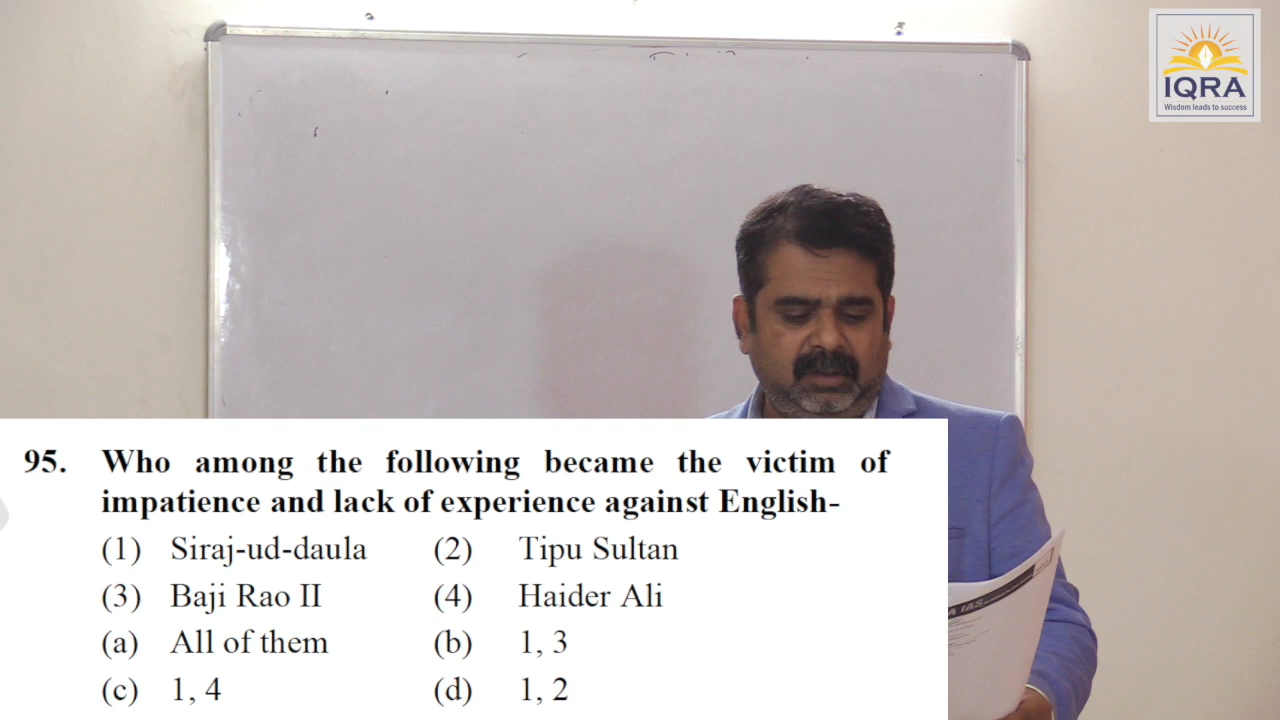 IQRA
Wisdom leads to success
95. Who among the following became the victim of
impatience and lack of experience against English-
(1) Siraj-ud-daula (2) Tipu Sultan
(3) Baji Rao II (4) Haider Ali
(a) All of them (b) 1, 3
(c) 1, 4 (d) 1, 2
A IAS